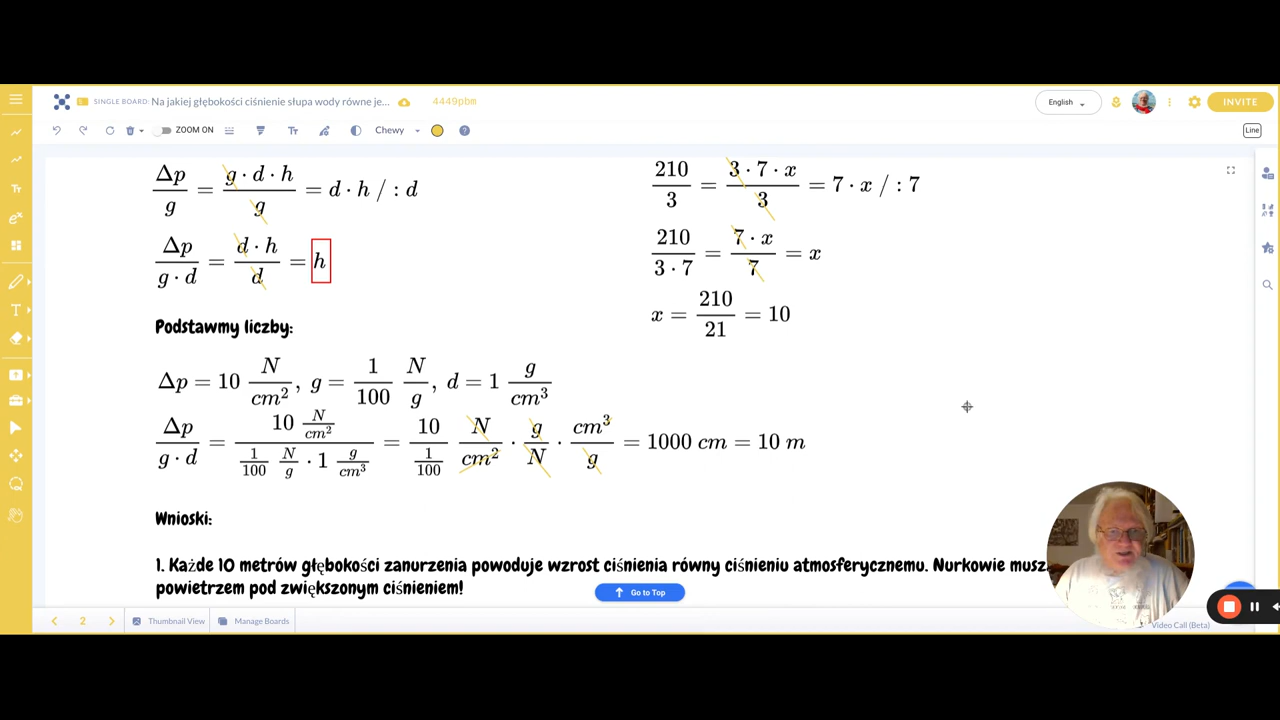 SINGLE BOARD: Na jakiej głębokości ciśnienie słupa wody równe je... 4449pbm English INVITE
ZOOM ON Tт Chewy Line
Δp/g = g · d · h/g = d · h / : d
Δp/(g · d) = d · h/d = h
210/3 = 3 · 7 · x/3 = 7 · x / : 7
210/(3 · 7) = 7 · x/7 = x
x = 210/21 = 10
Podstawmy liczby:
Δp = 10 N/cm², g = 1/100 N/g, d = 1 g/cm³
Δp/(g · d) = 10 N/cm² / (1/100 N/g · 1 g/cm³) = 10/(1/100) N/cm² · g/N · cm³/g = 1000 cm = 10 m
Wnioski:
1. Każde 10 metrów głębokości zanurzenia powoduje wzrost ciśnienia równy ciśnieniu atmosferycznemu. Nurkowie musz
powietrzem pod zwiększonym ciśnieniem!
Go to Top
2 Thumbnail View Manage Boards Video Call (Beta)